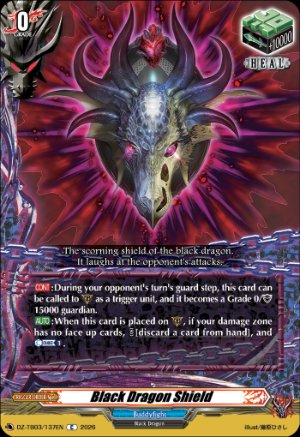 0
GRADE
+10000
HEAL
The scorning shield of the black dragon.
It laughs at the opponent's attacks.
CONT :During your opponent's turn's guard step, this card can
be called to as a trigger unit, and it becomes a Grade 0/
15000 guardian.
AUTO :When this card is placed on , if your damage zone
has no face up cards, [discard a card from hand], and
1.
Black Dragon Shield
Buddyfight
Black Dragon
DZ-TB03/137EN C 2026